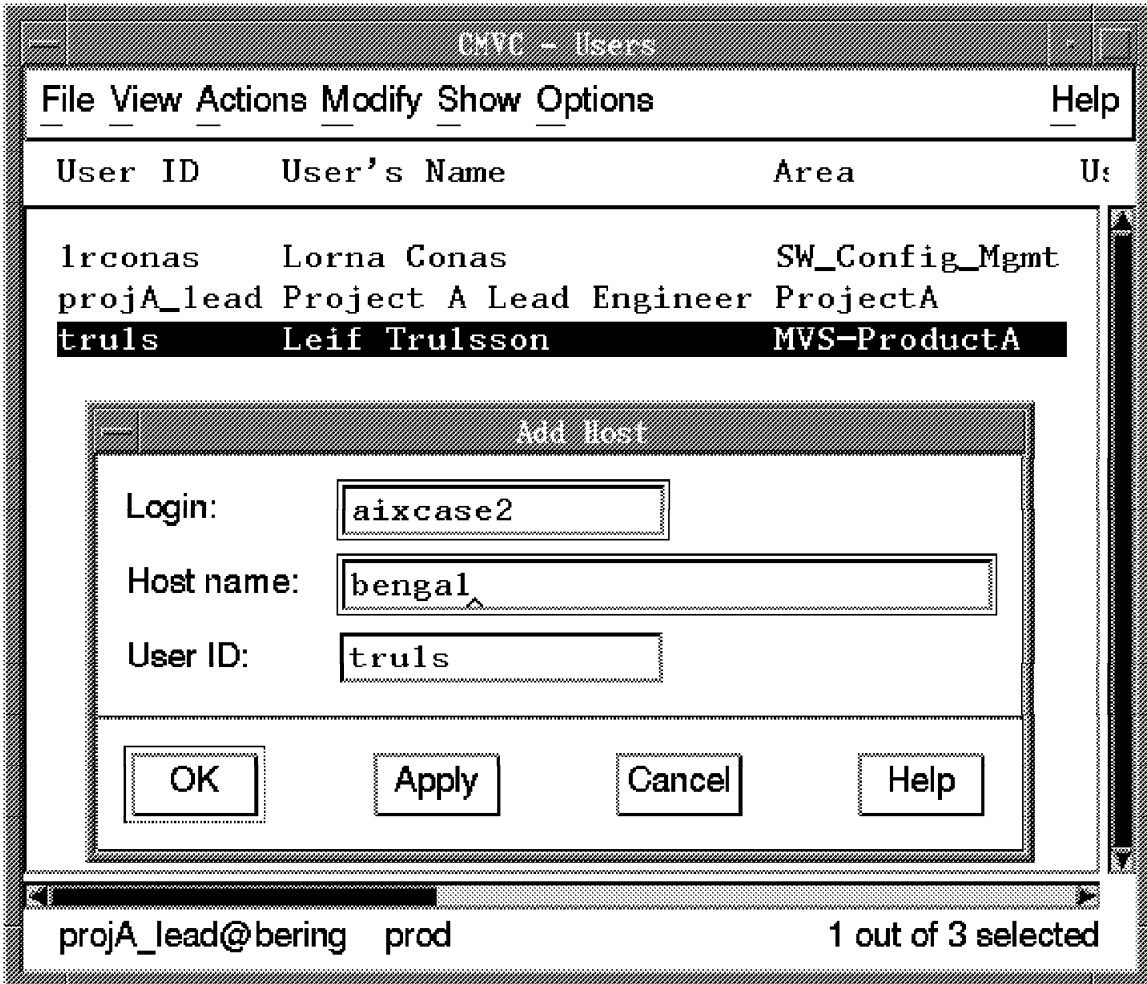 CMVC - Users
File View Actions Modify Show Options Help
User ID User's Name Area Us
lrconas Lorna Conas SW_Config_Mgmt
projA_lead Project A Lead Engineer ProjectA
truls Leif Trulsson MVS-ProductA
Add Host
Login: aixcase2
Host name: bengal
User ID: truls
OK Apply Cancel Help
projA_lead@bering prod 1 out of 3 selected